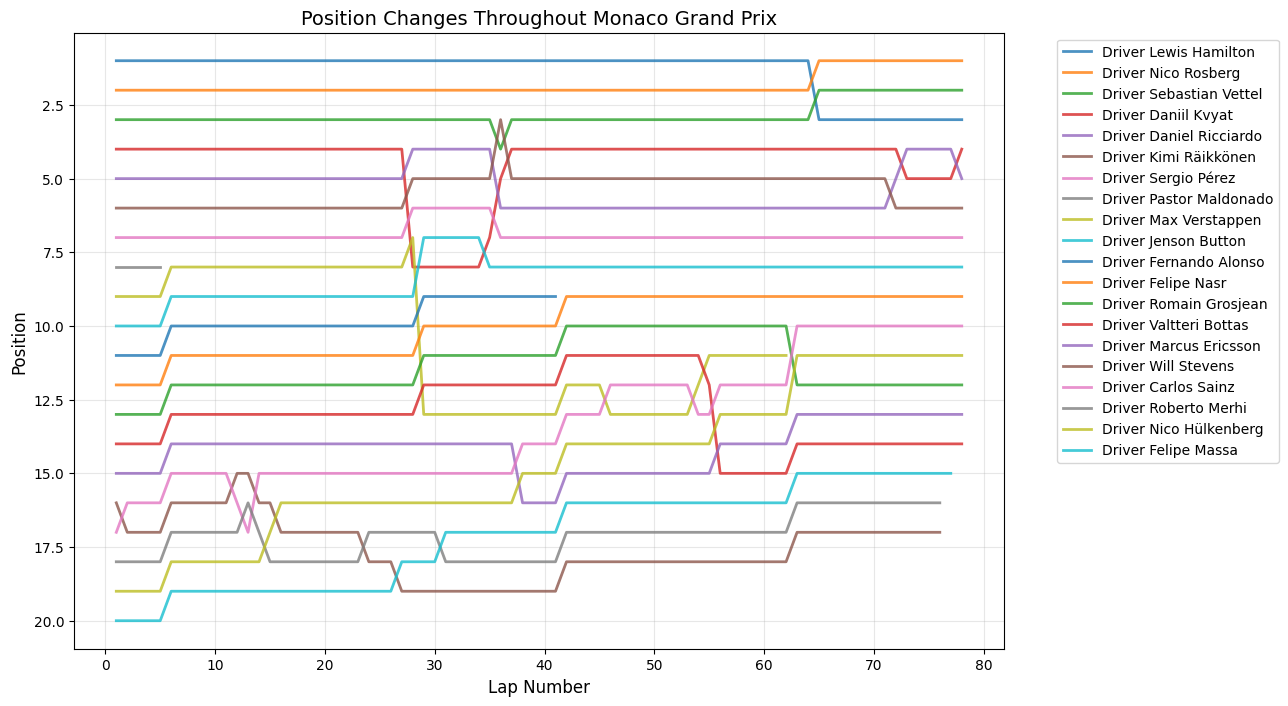 Position Changes Throughout Monaco Grand Prix
Position
2.5
5.0
7.5
10.0
12.5
15.0
17.5
20.0
0
10
20
30
40
50
60
70
80
Lap Number
Driver Lewis Hamilton
Driver Nico Rosberg
Driver Sebastian Vettel
Driver Daniil Kvyat
Driver Daniel Ricciardo
Driver Kimi Räikkönen
Driver Sergio Pérez
Driver Pastor Maldonado
Driver Max Verstappen
Driver Jenson Button
Driver Fernando Alonso
Driver Felipe Nasr
Driver Romain Grosjean
Driver Valtteri Bottas
Driver Marcus Ericsson
Driver Will Stevens
Driver Carlos Sainz
Driver Roberto Merhi
Driver Nico Hülkenberg
Driver Felipe Massa